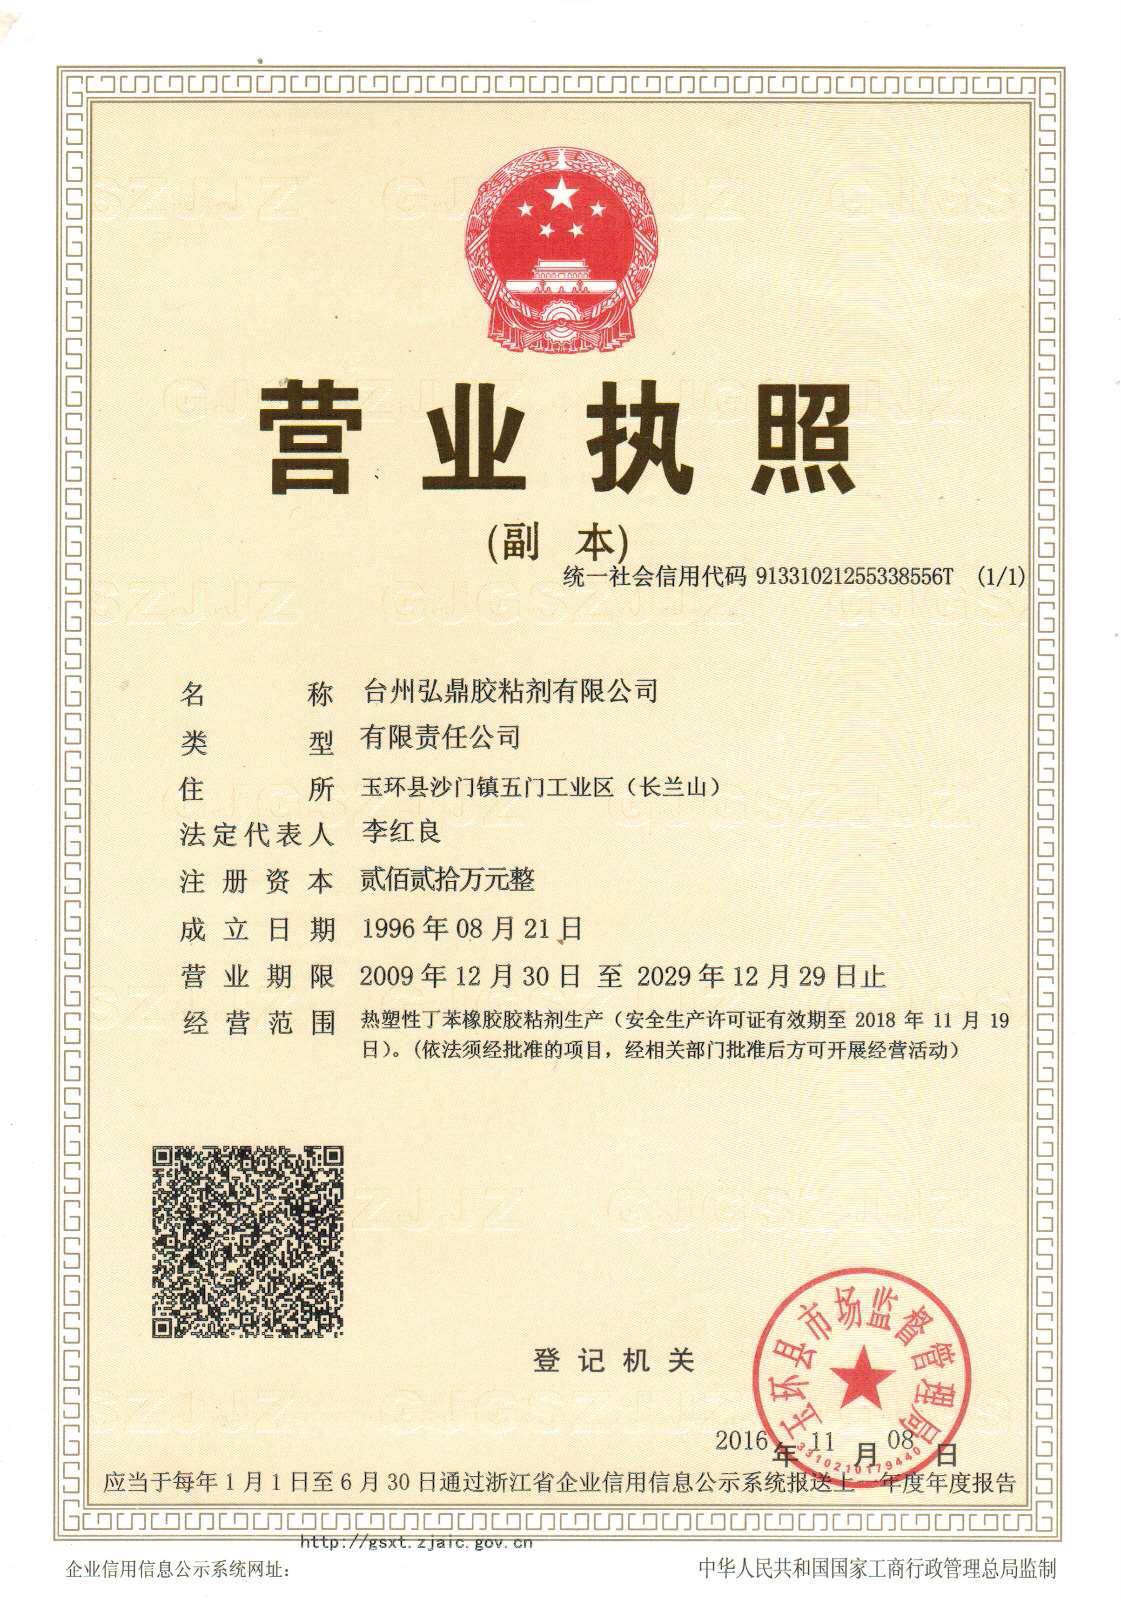 营业执照
(副 本)
统一社会信用代码 91331021255338556T (1/1)
名 称 台州弘鼎胶粘剂有限公司
类 型 有限责任公司
住 所 玉环县沙门镇五门工业区（长兰山）
法定代表人 李红良
注册资本 贰佰贰拾万元整
成立日期 1996年08月21日
营业期限 2009年12月30日 至 2029年12月29日止
经营范围 热塑性丁苯橡胶胶粘剂生产（安全生产许可证有效期至 2018 年 11 月 19
日）。(依法须经批准的项目，经相关部门批准后方可开展经营活动）
登记机关
玉环县市场监督管理局
3310210179440
2016年11月08日
应当于每年1月1日至6月30日通过浙江省企业信用信息公示系统报送上一年度年度报告
http://gsxt.zjaic.gov.cn
企业信用信息公示系统网址：
中华人民共和国国家工商行政管理总局监制